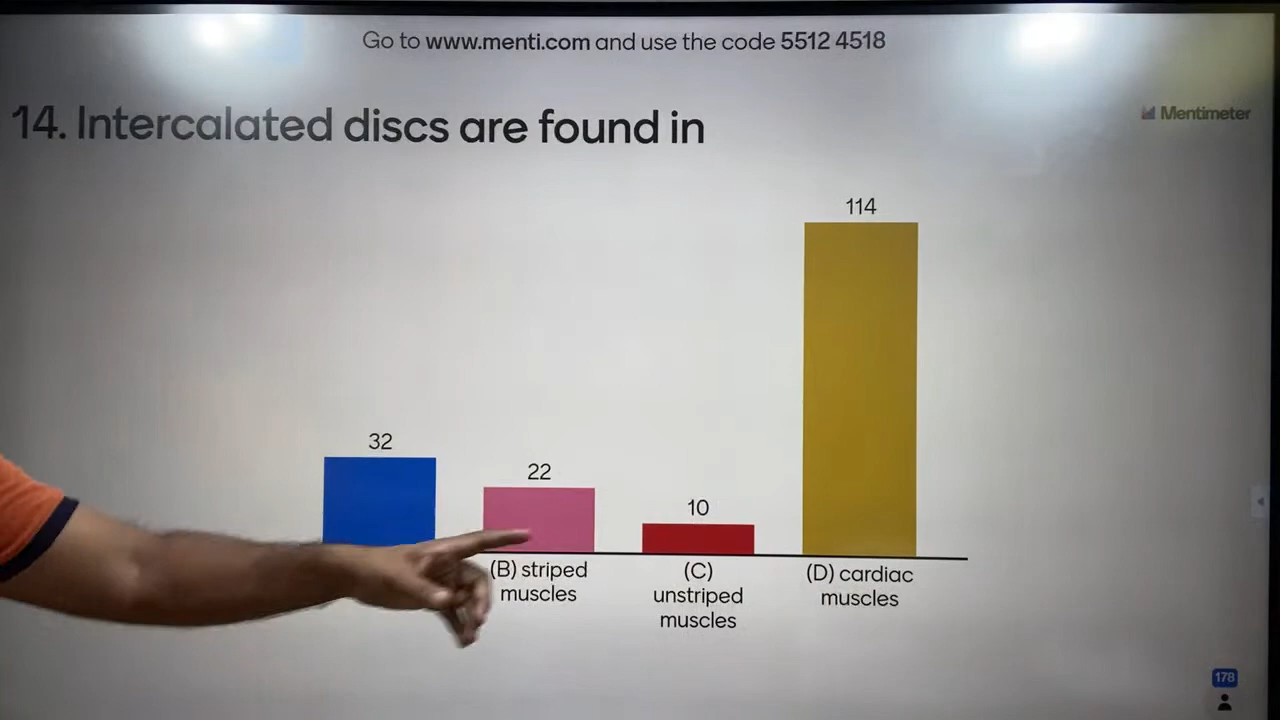 Go to www.menti.com and use the code 5512 4518
14. Intercalated discs are found in
Mentimeter
114
32
22
10
(B) striped
muscles
(C)
unstriped
muscles
(D) cardiac
muscles
178